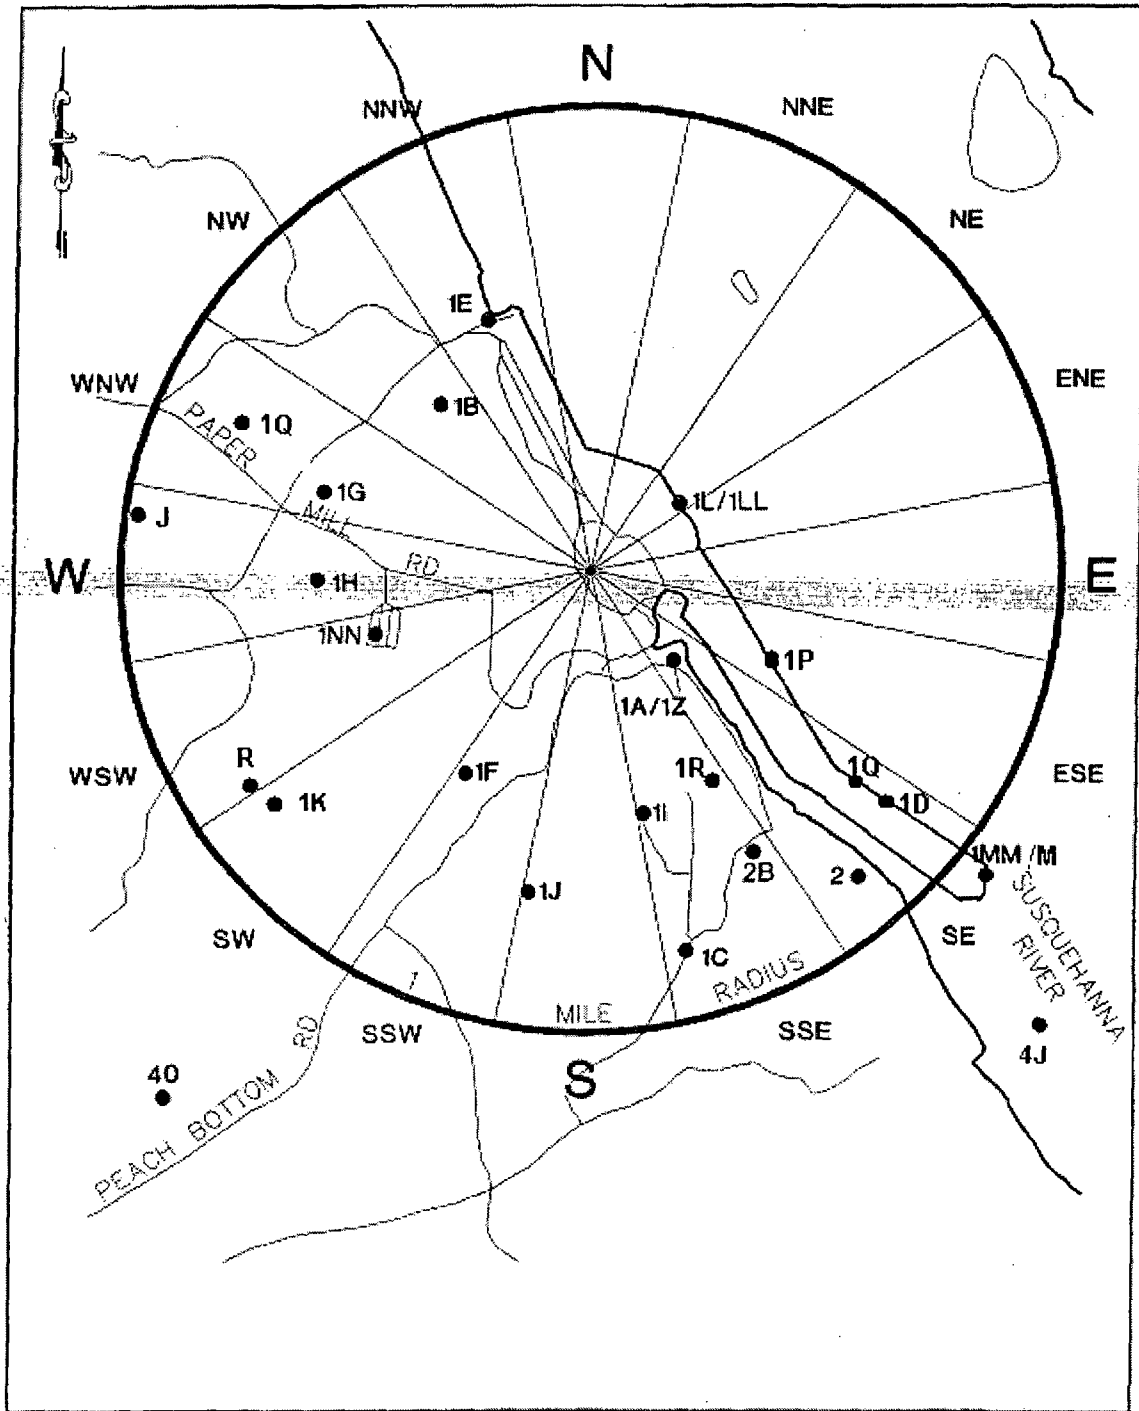 N
NNW
NNE
NW
NE
1E
WNW
ENE
1B
1Q
PAPER
1G
1L/1LL
J
MILL
W
1H
RD
E
1NN
1P
1A/1Z
R
1F
1R
1Q
WSW
ESE
1K
1I
1D
1MM/M
2B
2
1J
SUSQUEHANNA
RIVER
SW
SE
1C
1
MILE
RADIUS
SSW
SSE
RD
4J
S
40
PEACH BOTTOM